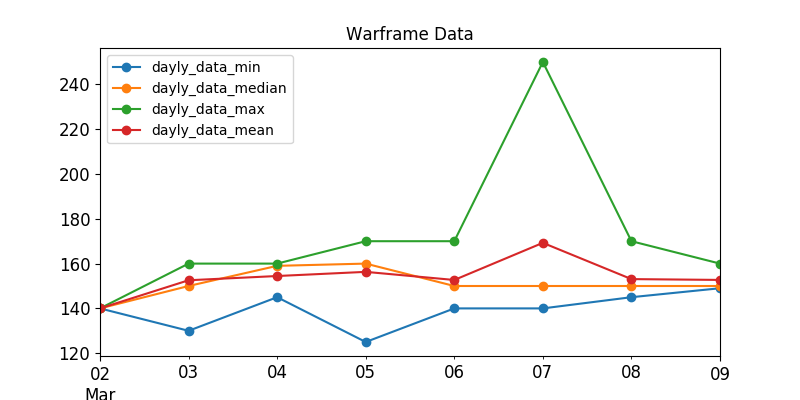 Warframe Data
dayly_data_min
dayly_data_median
dayly_data_max
dayly_data_mean
240
220
200
180
160
140
120
02 03 04 05 06 07 08 09
Mar